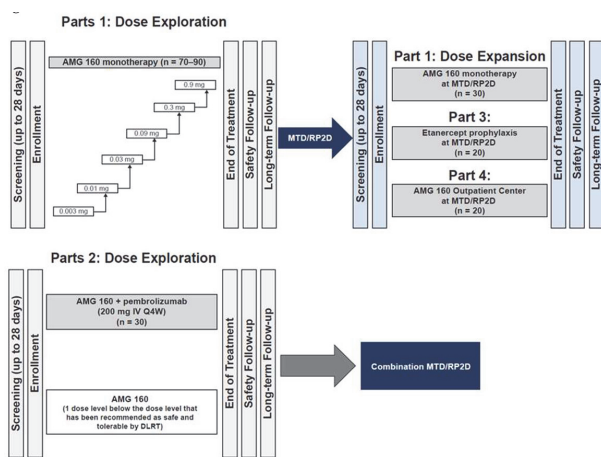 Parts 1: Dose Exploration
Screening (up to 28 days)
Enrollment
AMG 160 monotherapy (n = 70–90)
0.9 mg
0.3 mg
0.09 mg
0.03 mg
0.01 mg
0.003 mg
End of Treatment
Safety Follow-up
Long-term Follow-up
MTD/RP2D
Screening (up to 28 days)
Enrollment
Part 1: Dose Expansion
AMG 160 monotherapy
at MTD/RP2D
(n = 30)
Part 3:
Etanercept prophylaxis
at MTD/RP2D
(n = 20)
Part 4:
AMG 160 Outpatient Center
at MTD/RP2D
(n = 20)
End of Treatment
Safety Follow-up
Long-term Follow-up
Parts 2: Dose Exploration
Screening (up to 28 days)
Enrollment
AMG 160 + pembrolizumab
(200 mg IV Q4W)
(n = 30)
AMG 160
(1 dose level below the dose level that
has been recommended as safe and
tolerable by DLRT)
End of Treatment
Safety Follow-up
Long-term Follow-up
Combination MTD/RP2D